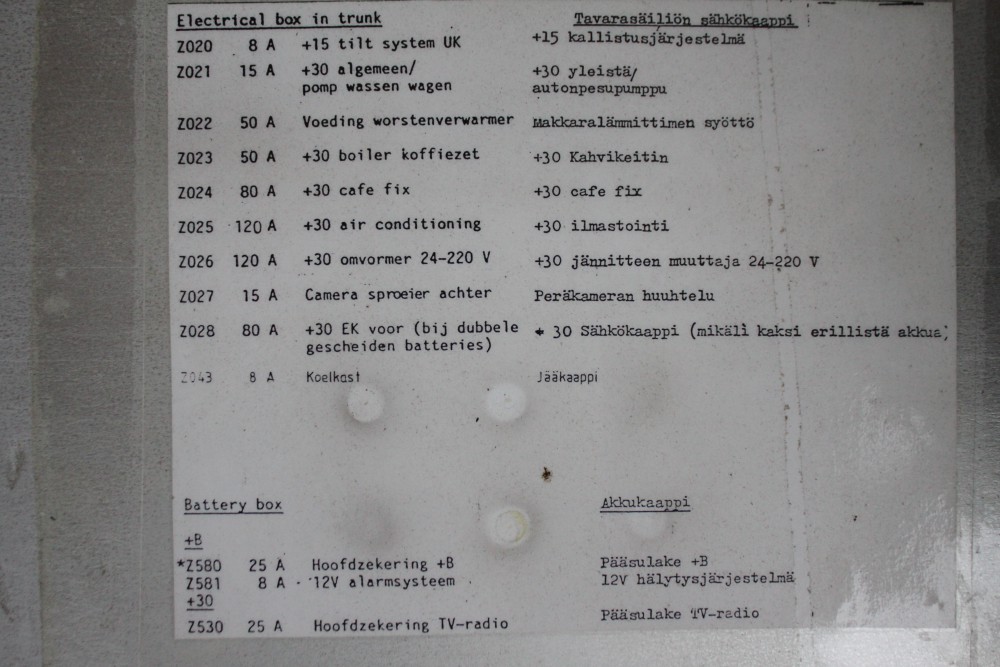 Electrical box in trunk Tavarasäiliön sähkökaappi
Z020 8 A +15 tilt system UK +15 kallistusjärjestelmä
Z021 15 A +30 algemeen/ +30 yleistä/
pomp wassen wagen autonpesupumppu
Z022 50 A Voeding worstenverwarmer Makkaralämmittimen syöttö
Z023 50 A +30 boiler koffiezet +30 Kahvikeitin
Z024 80 A +30 cafe fix +30 cafe fix
Z025 120 A +30 air conditioning +30 ilmastointi
Z026 120 A +30 omvormer 24-220 V +30 jännitteen muuttaja 24-220 V
Z027 15 A Camera sproeier achter Peräkameran huuhtelu
Z028 80 A +30 EK voor (bij dubbele + 30 Sähkökaappi (mikäli kaksi erillistä akkua)
gescheiden batteries)
Z043 8 A Koelkast Jääkaappi
Battery box Akkukaappi
+B
*Z580 25 A Hoofdzekering +B Pääsulake +B
Z581 8 A 12V alarmsysteem 12V hälytysjärjestelmä
+30
Z530 25 A Hoofdzekering TV-radio Pääsulake TV-radio